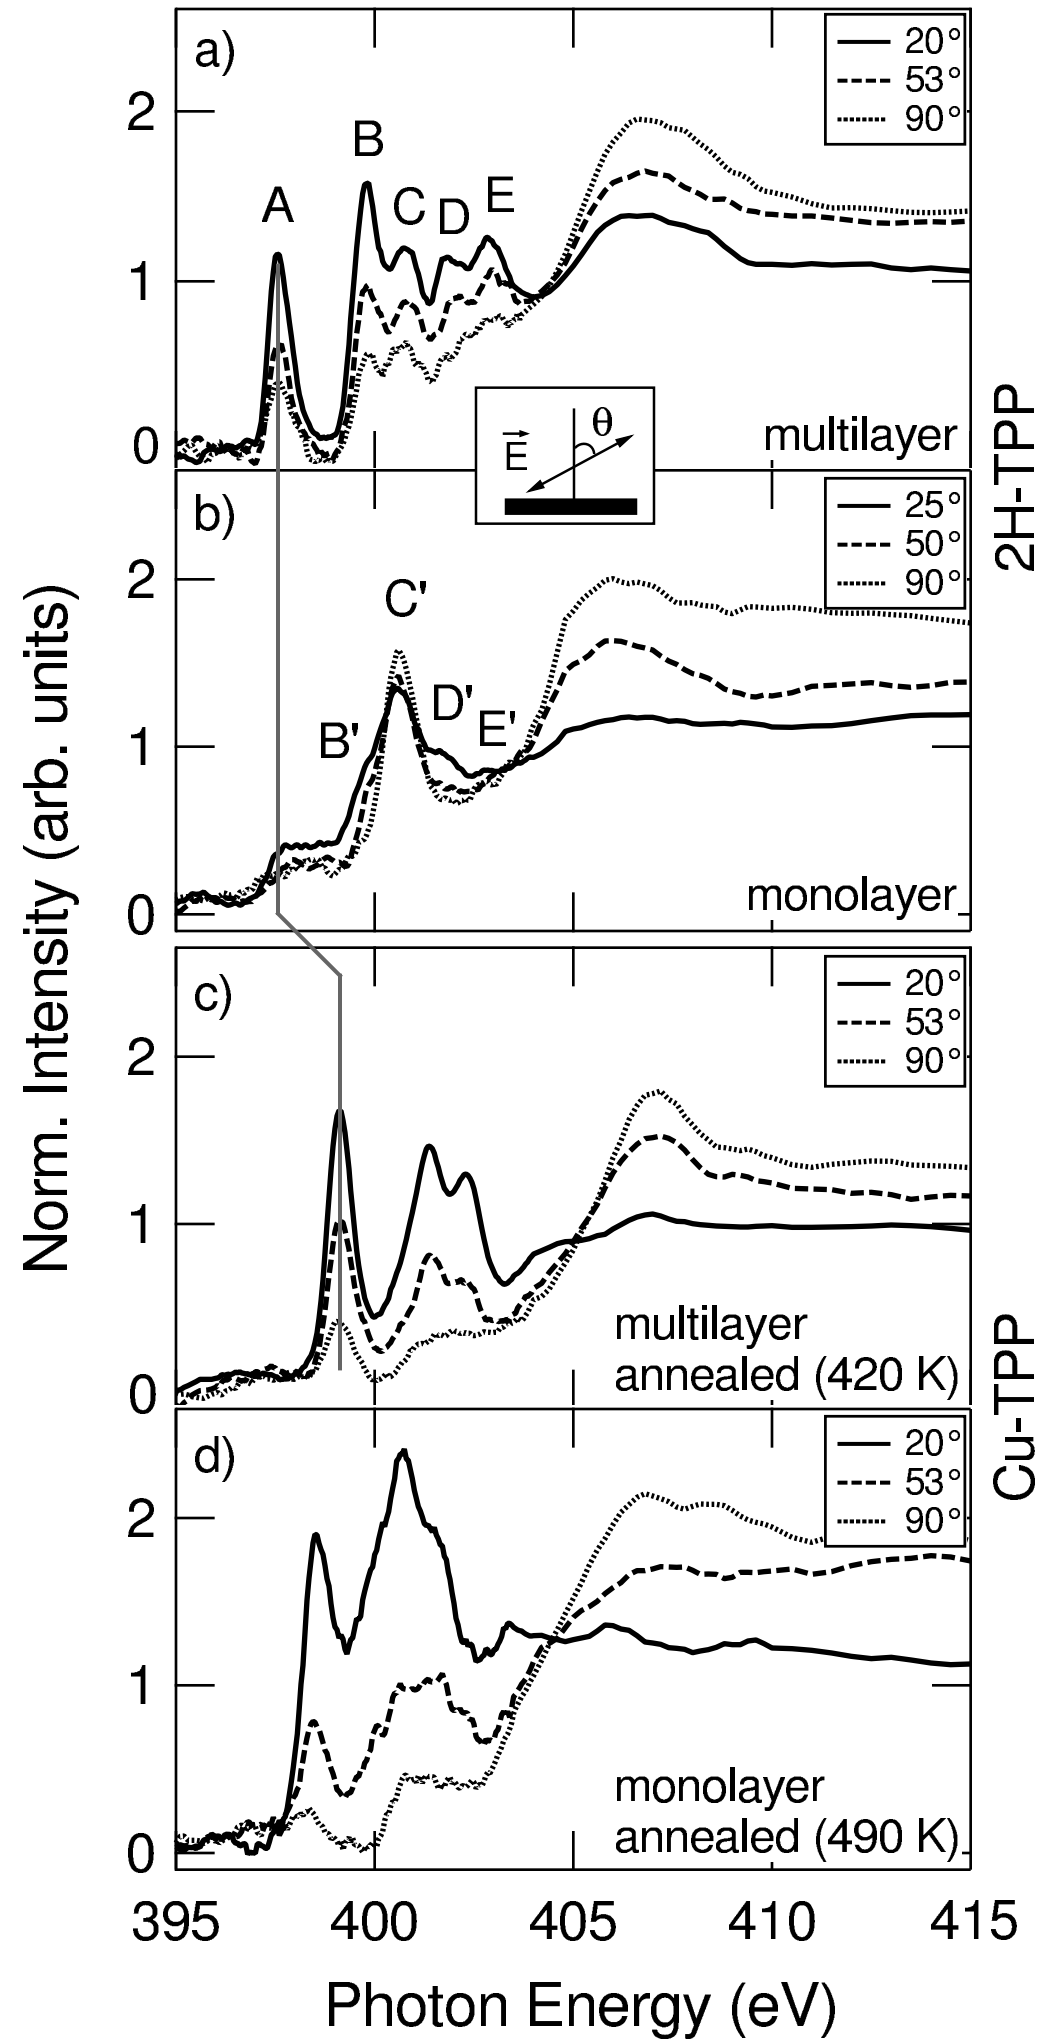 a)
20°
53°
90°
2
1
0
A
B
C
D
E
multilayer
θ
E
b)
25°
50°
90°
2
1
0
B'
C'
D'
E'
monolayer
2H-TPP
Norm. Intensity (arb. units)
c)
20°
53°
90°
2
1
0
multilayer
annealed (420 K)
Cu-TPP
d)
20°
53°
90°
2
1
0
monolayer
annealed (490 K)
395 400 405 410 415
Photon Energy (eV)